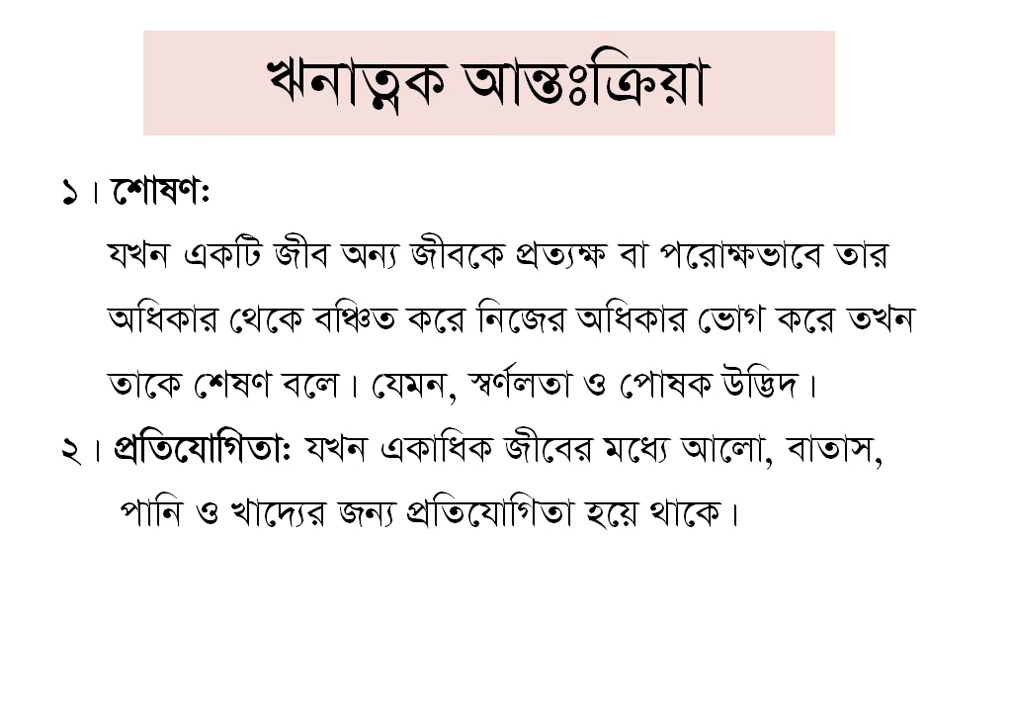 ঋনাত্নক আন্তঃক্রিয়া
১। শোষণ:
যখন একটি জীব অন্য জীবকে প্রত্যক্ষ বা পরোক্ষভাবে তার
অধিকার থেকে বঞ্চিত করে নিজের অধিকার ভোগ করে তখন
তাকে শেষণ বলে। যেমন, স্বর্ণলতা ও পোষক উদ্ভিদ।
২। প্রতিযোগিতা: যখন একাধিক জীবের মধ্যে আলো, বাতাস,
পানি ও খাদ্যের জন্য প্রতিযোগিতা হয়ে থাকে।